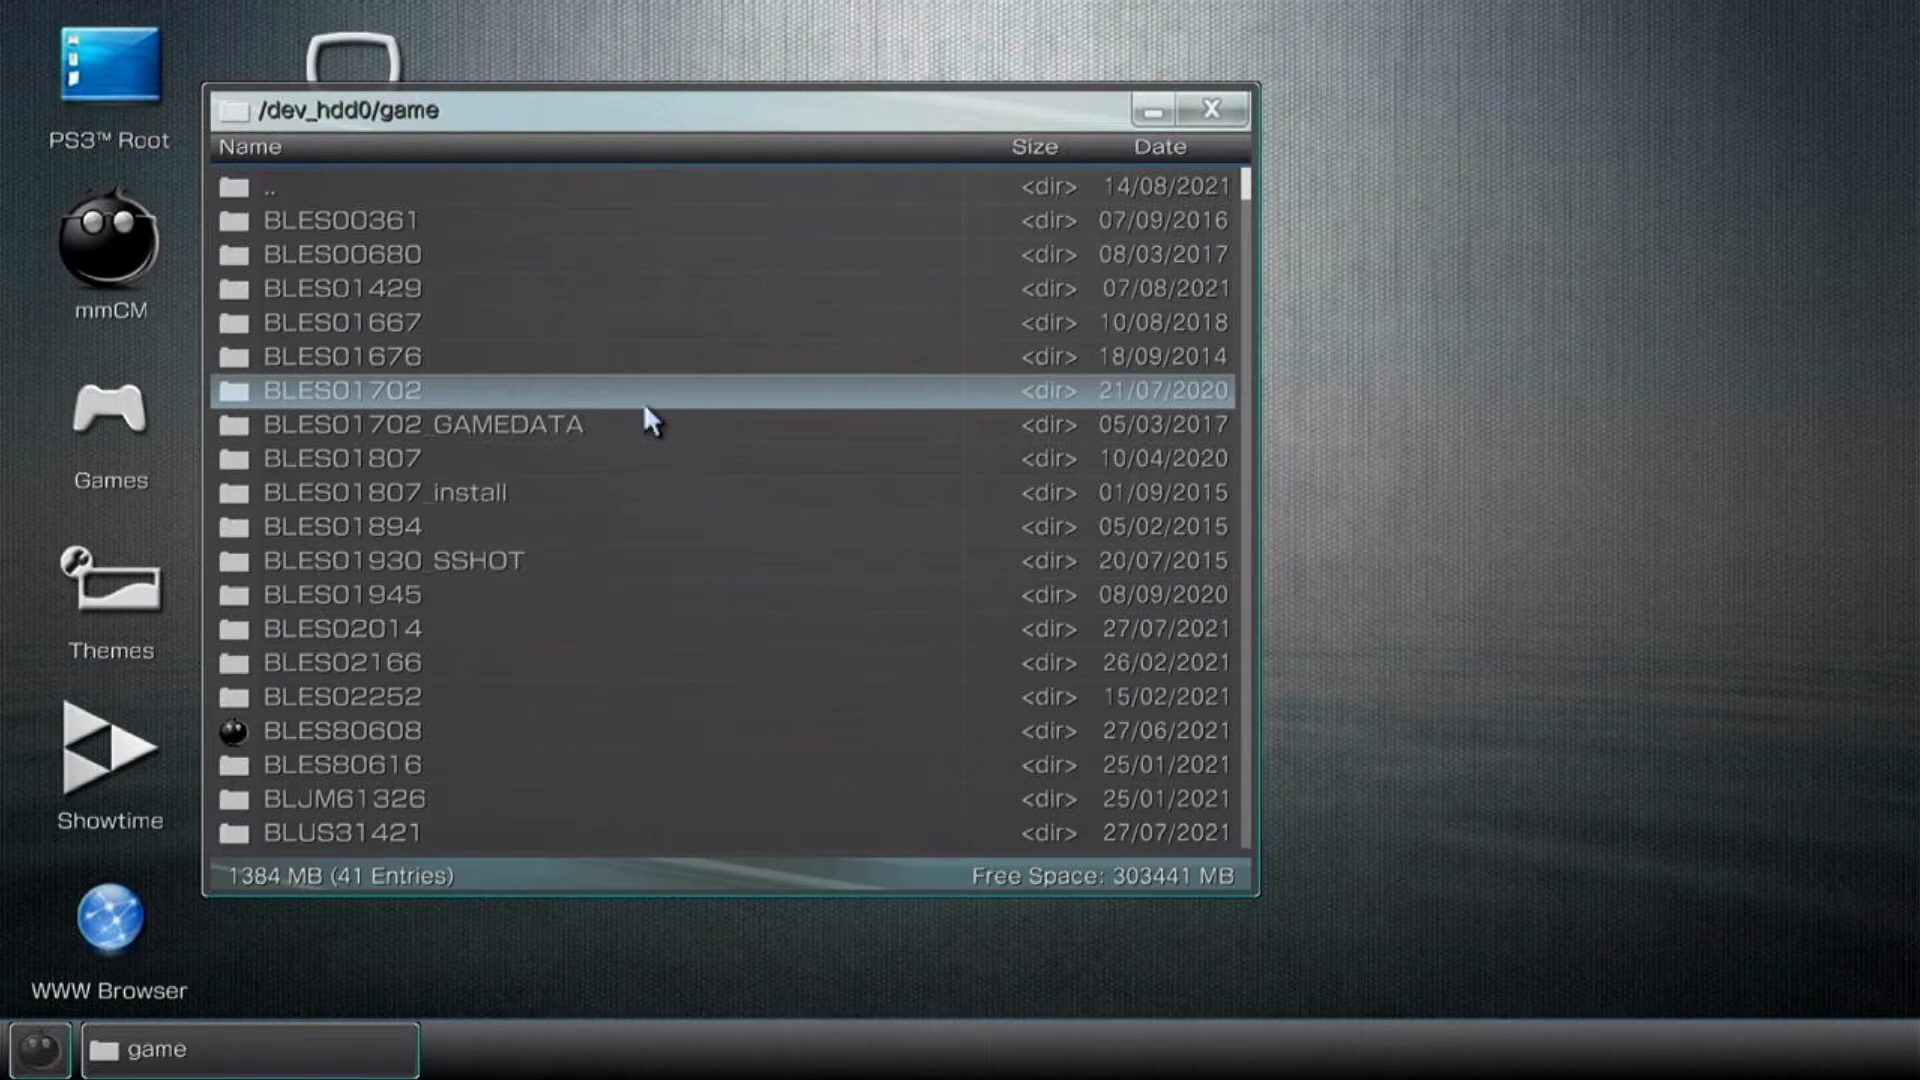 PS3™ Root
mmCM
Games
Themes
Showtime
WWW Browser
/dev_hdd0/game
X
Name Size Date
.. <dir> 14/08/2021
BLES00361 <dir> 07/09/2016
BLES00680 <dir> 08/03/2017
BLES01429 <dir> 07/08/2021
BLES01667 <dir> 10/08/2018
BLES01676 <dir> 18/09/2014
BLES01702 <dir> 21/07/2020
BLES01702_GAMEDATA <dir> 05/03/2017
BLES01807 <dir> 10/04/2020
BLES01807_install <dir> 01/09/2015
BLES01894 <dir> 05/02/2015
BLES01930_SSHOT <dir> 20/07/2015
BLES01945 <dir> 08/09/2020
BLES02014 <dir> 27/07/2021
BLES02166 <dir> 26/02/2021
BLES02252 <dir> 15/02/2021
BLES80608 <dir> 27/06/2021
BLES80616 <dir> 25/01/2021
BLJM61326 <dir> 25/01/2021
BLUS31421 <dir> 27/07/2021
1384 MB (41 Entries) Free Space: 303441 MB
game